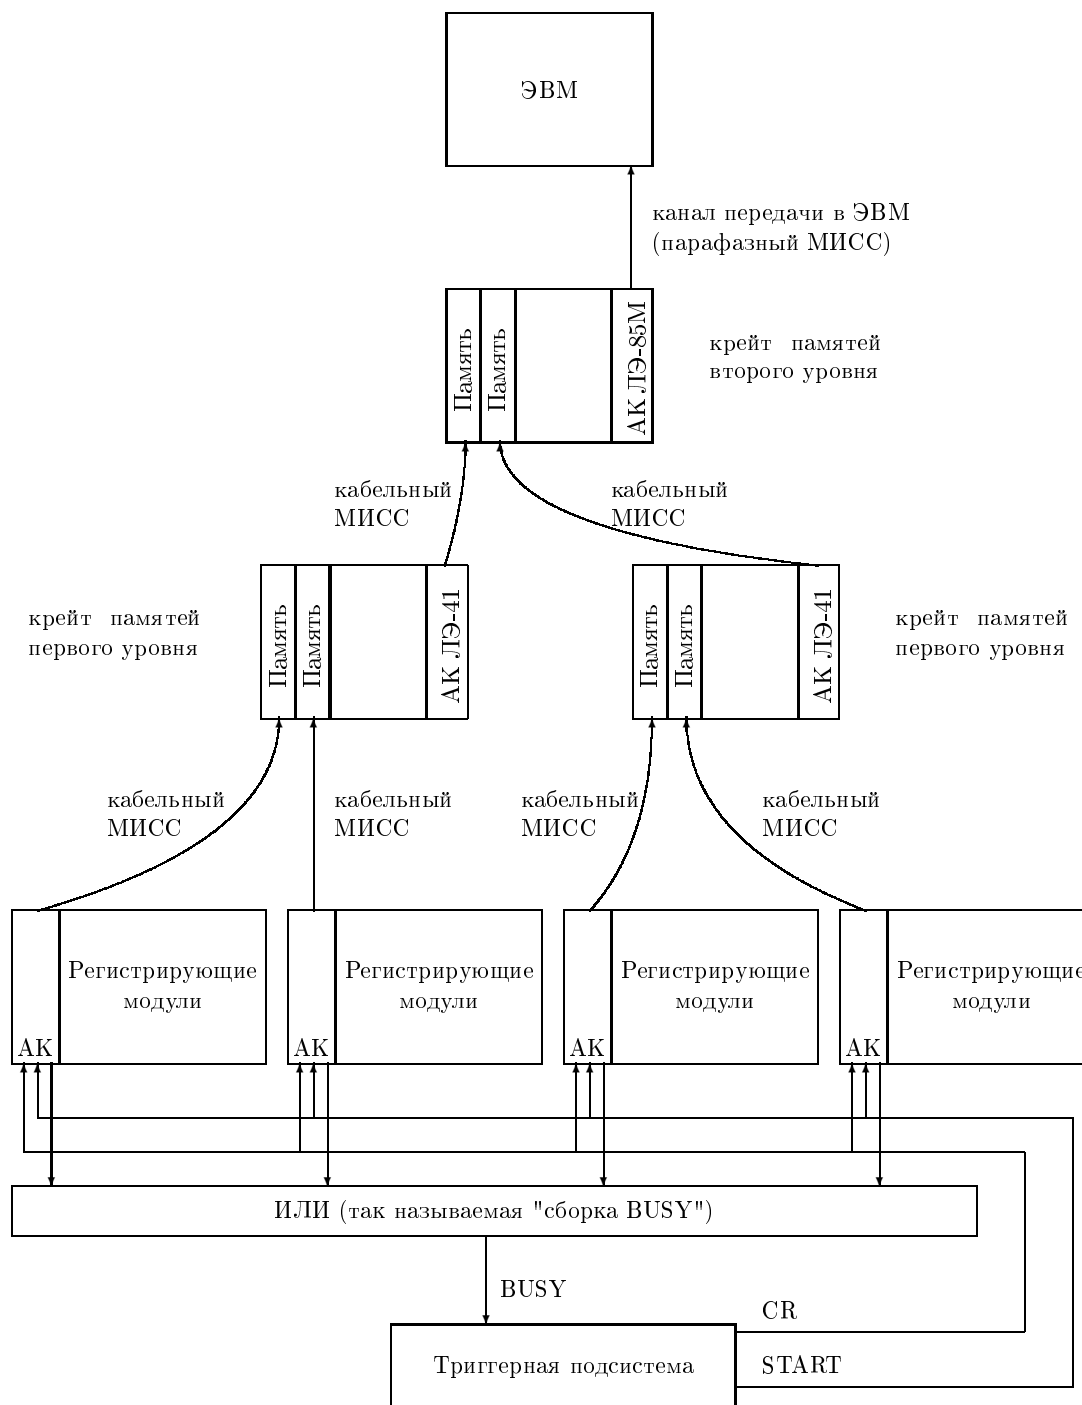 ЭВМ
канал передачи в ЭВМ
(парафазный МИСС)
Память
Память
АК ЛЭ-85М
крейт памятей
второго уровня
кабельный
МИСС
кабельный
МИСС
крейт памятей
первого уровня
Память
Память
АК ЛЭ-41
Память
Память
АК ЛЭ-41
крейт памятей
первого уровня
кабельный
МИСС
кабельный
МИСС
кабельный
МИСС
кабельный
МИСС
Регистрирующие
модули
АК
Регистрирующие
модули
АК
Регистрирующие
модули
АК
Регистрирующие
модули
АК
ИЛИ (так называемая "сборка BUSY")
BUSY
CR
Триггерная подсистема
START